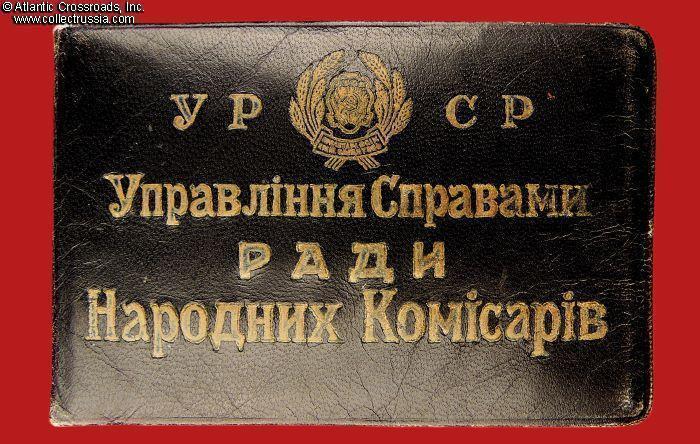 © Atlantic Crossroads, Inc.
www.collectrussia.com
УР СР
Управління Справами
РАДИ
Народних Комісарів